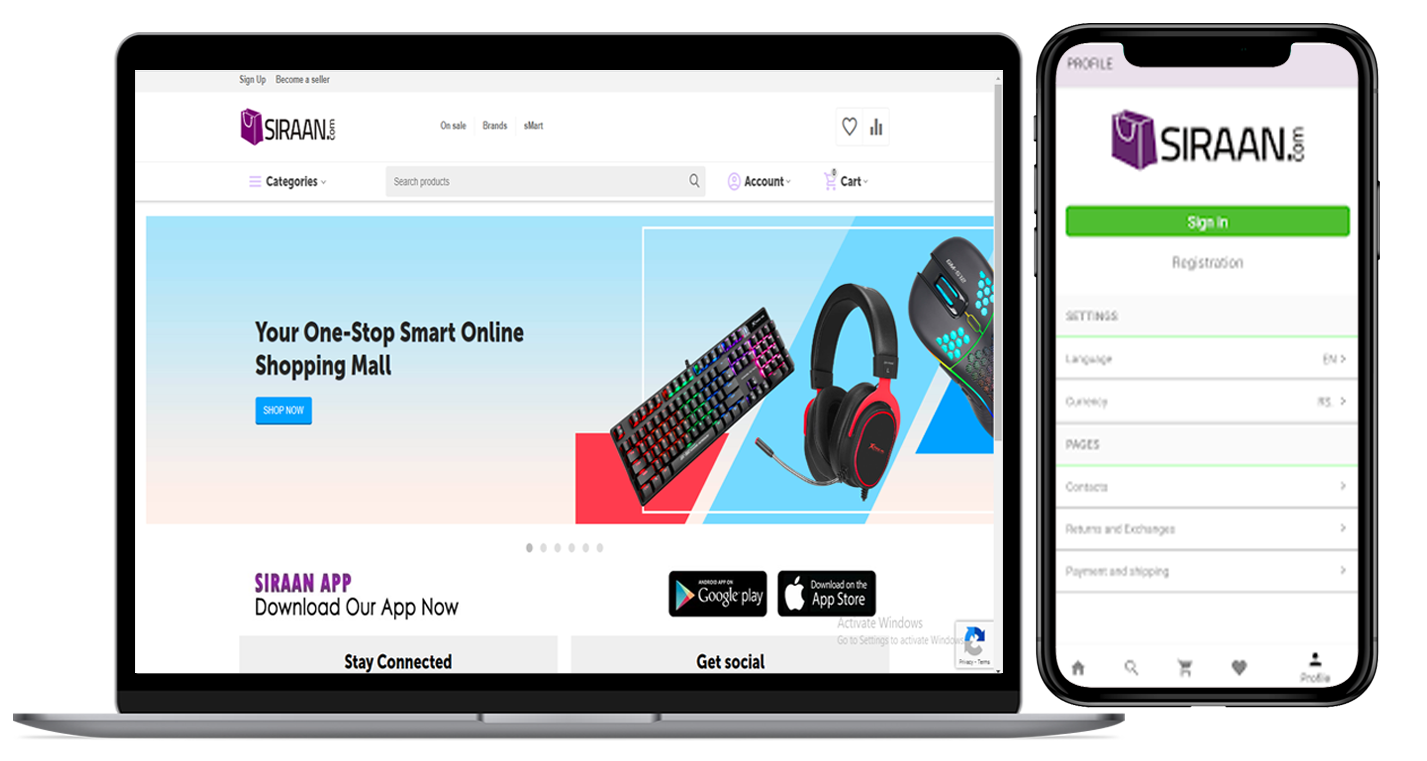 Sign Up Become a seller
SIRAAN.com
On sale Brands sMart
Categories
Search products
Account
0
Cart
Your One-Stop Smart Online
Shopping Mall
SHOP NOW
SIRAAN APP
Download Our App Now
ANDROID APP ON
Google play
Download on the
App Store
Activate Windows
Go to Settings to activate Windows
Privacy - Terms
Stay Connected
Get social
PROFILE
SIRAAN.com
Sign in
Registration
SETTINGS
Language EN >
Currency RS. >
PAGES
Contacts >
Returns and Exchanges >
Payment and shipping >
Profile